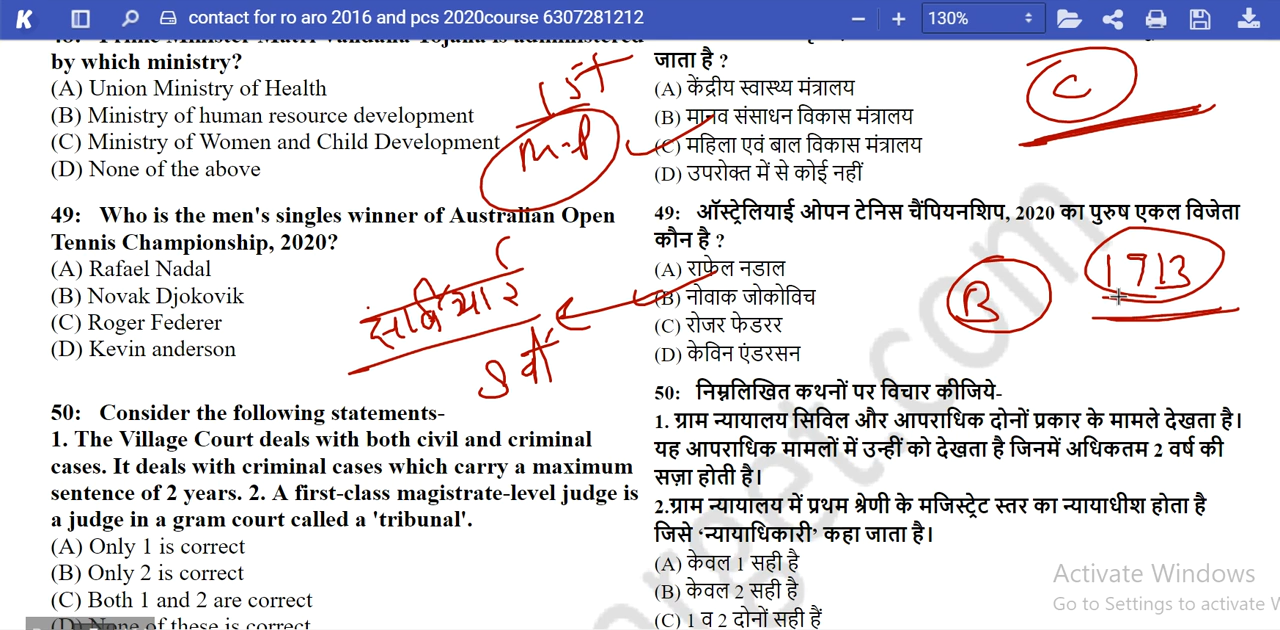 contact for ro aro 2016 and pcs 2020course 6307281212
130%
by which ministry?
(A) Union Ministry of Health
(B) Ministry of human resource development
(C) Ministry of Women and Child Development
(D) None of the above
1st
M-P
49: Who is the men's singles winner of Australian Open
Tennis Championship, 2020?
(A) Rafael Nadal
(B) Novak Djokovik
(C) Roger Federer
(D) Kevin anderson
8 वाँ
50: Consider the following statements-
1. The Village Court deals with both civil and criminal
cases. It deals with criminal cases which carry a maximum
sentence of 2 years. 2. A first-class magistrate-level judge is
a judge in a gram court called a 'tribunal'.
(A) Only 1 is correct
(B) Only 2 is correct
(C) Both 1 and 2 are correct
(D) None of these is correct
जाता है ?
(A) केंद्रीय स्वास्थ्य मंत्रालय
(B) मानव संसाधन विकास मंत्रालय
(C) महिला एवं बाल विकास मंत्रालय
(D) उपरोक्त में से कोई नहीं
C
49: ऑस्ट्रेलियाई ओपन टेनिस चैंपियनशिप, 2020 का पुरुष एकल विजेता
कौन है ?
(A) राफेल नडाल
(B) नोवाक जोकोविच
(C) रोजर फेडरर
(D) केविन एंडरसन
B
1713
50: निम्नलिखित कथनों पर विचार कीजिये-
1. ग्राम न्यायालय सिविल और आपराधिक दोनों प्रकार के मामले देखता है।
यह आपराधिक मामलों में उन्हीं को देखता है जिनमें अधिकतम 2 वर्ष की
सज़ा होती है।
2.ग्राम न्यायालय में प्रथम श्रेणी के मजिस्ट्रेट स्तर का न्यायाधीश होता है
जिसे ‘न्यायाधिकारी’ कहा जाता है।
(A) केवल 1 सही है
(B) केवल 2 सही है
(C) 1 व 2 दोनों सही हैं
Activate Windows
Go to Settings to activate W